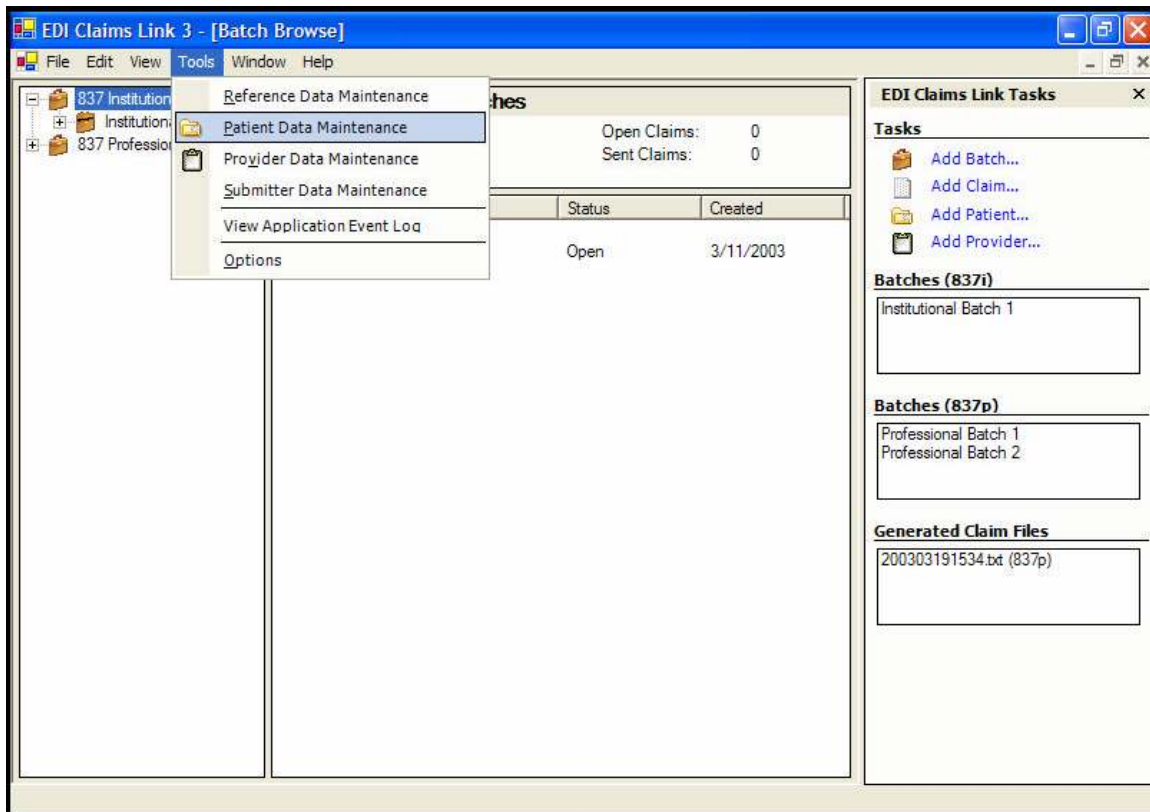 EDI Claims Link 3 - [Batch Browse]
File Edit View Tools Window Help
837 Institution
Institution
837 Profession
Reference Data Maintenance
Patient Data Maintenance
Provider Data Maintenance
Submitter Data Maintenance
View Application Event Log
Options
hes
Open Claims: 0
Sent Claims: 0
Status Created
Open 3/11/2003
EDI Claims Link Tasks
Tasks
Add Batch...
Add Claim...
Add Patient...
Add Provider...
Batches (837i)
Institutional Batch 1
Batches (837p)
Professional Batch 1
Professional Batch 2
Generated Claim Files
200303191534.txt (837p)